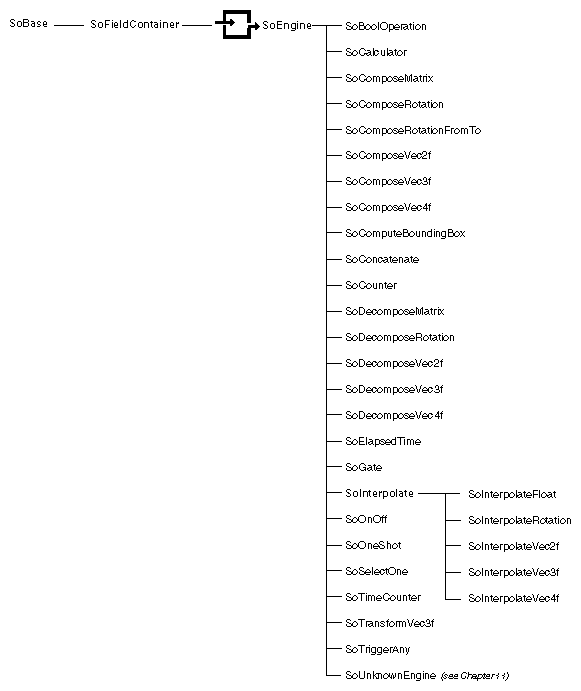 SoBase SoFieldContainer SoEngine SoBoolOperation
SoCalculator
SoComposeMatrix
SoComposeRotation
SoComposeRotationFromTo
SoComposeVec2f
SoComposeVec3f
SoComposeVec4f
SoComputeBoundingBox
SoConcatenate
SoCounter
SoDecomposeMatrix
SoDecomposeRotation
SoDecomposeVec2f
SoDecomposeVec3f
SoDecomposeVec4f
SoElapsedTime
SoGate
SoInterpolate SoInterpolateFloat
SoOnOff SoInterpolateRotation
SoOneShot SoInterpolateVec2f
SoSelectOne SoInterpolateVec3f
SoTimeCounter SoInterpolateVec4f
SoTransformVec3f
SoTriggerAny
SoUnknownEngine (see Chapter 11)